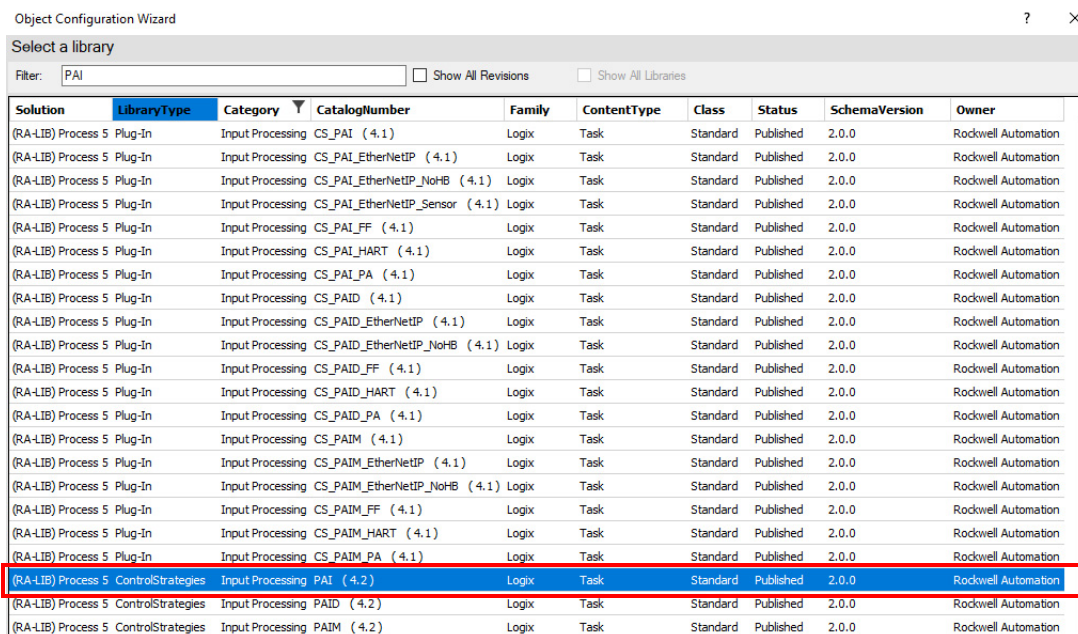 Object Configuration Wizard ? ×
Select a library
Filter: PAI Show All Revisions Show All Libraries
Solution LibraryType Category CatalogNumber Family ContentType Class Status SchemaVersion Owner
(RA-LIB) Process 5 Plug-In Input Processing CS_PAI (4.1) Logix Task Standard Published 2.0.0 Rockwell Automation
(RA-LIB) Process 5 Plug-In Input Processing CS_PAI_EtherNetIP (4.1) Logix Task Standard Published 2.0.0 Rockwell Automation
(RA-LIB) Process 5 Plug-In Input Processing CS_PAI_EtherNetIP_NoHB (4.1) Logix Task Standard Published 2.0.0 Rockwell Automation
(RA-LIB) Process 5 Plug-In Input Processing CS_PAI_EtherNetIP_Sensor (4.1) Logix Task Standard Published 2.0.0 Rockwell Automation
(RA-LIB) Process 5 Plug-In Input Processing CS_PAI_FF (4.1) Logix Task Standard Published 2.0.0 Rockwell Automation
(RA-LIB) Process 5 Plug-In Input Processing CS_PAI_HART (4.1) Logix Task Standard Published 2.0.0 Rockwell Automation
(RA-LIB) Process 5 Plug-In Input Processing CS_PAI_PA (4.1) Logix Task Standard Published 2.0.0 Rockwell Automation
(RA-LIB) Process 5 Plug-In Input Processing CS_PAID (4.1) Logix Task Standard Published 2.0.0 Rockwell Automation
(RA-LIB) Process 5 Plug-In Input Processing CS_PAID_EtherNetIP (4.1) Logix Task Standard Published 2.0.0 Rockwell Automation
(RA-LIB) Process 5 Plug-In Input Processing CS_PAID_EtherNetIP_NoHB (4.1) Logix Task Standard Published 2.0.0 Rockwell Automation
(RA-LIB) Process 5 Plug-In Input Processing CS_PAID_FF (4.1) Logix Task Standard Published 2.0.0 Rockwell Automation
(RA-LIB) Process 5 Plug-In Input Processing CS_PAID_HART (4.1) Logix Task Standard Published 2.0.0 Rockwell Automation
(RA-LIB) Process 5 Plug-In Input Processing CS_PAID_PA (4.1) Logix Task Standard Published 2.0.0 Rockwell Automation
(RA-LIB) Process 5 Plug-In Input Processing CS_PAIM (4.1) Logix Task Standard Published 2.0.0 Rockwell Automation
(RA-LIB) Process 5 Plug-In Input Processing CS_PAIM_EtherNetIP (4.1) Logix Task Standard Published 2.0.0 Rockwell Automation
(RA-LIB) Process 5 Plug-In Input Processing CS_PAIM_EtherNetIP_NoHB (4.1) Logix Task Standard Published 2.0.0 Rockwell Automation
(RA-LIB) Process 5 Plug-In Input Processing CS_PAIM_FF (4.1) Logix Task Standard Published 2.0.0 Rockwell Automation
(RA-LIB) Process 5 Plug-In Input Processing CS_PAIM_HART (4.1) Logix Task Standard Published 2.0.0 Rockwell Automation
(RA-LIB) Process 5 Plug-In Input Processing CS_PAIM_PA (4.1) Logix Task Standard Published 2.0.0 Rockwell Automation
(RA-LIB) Process 5 ControlStrategies Input Processing PAI (4.2) Logix Task Standard Published 2.0.0 Rockwell Automation
(RA-LIB) Process 5 ControlStrategies Input Processing PAID (4.2) Logix Task Standard Published 2.0.0 Rockwell Automation
(RA-LIB) Process 5 ControlStrategies Input Processing PAIM (4.2) Logix Task Standard Published 2.0.0 Rockwell Automation